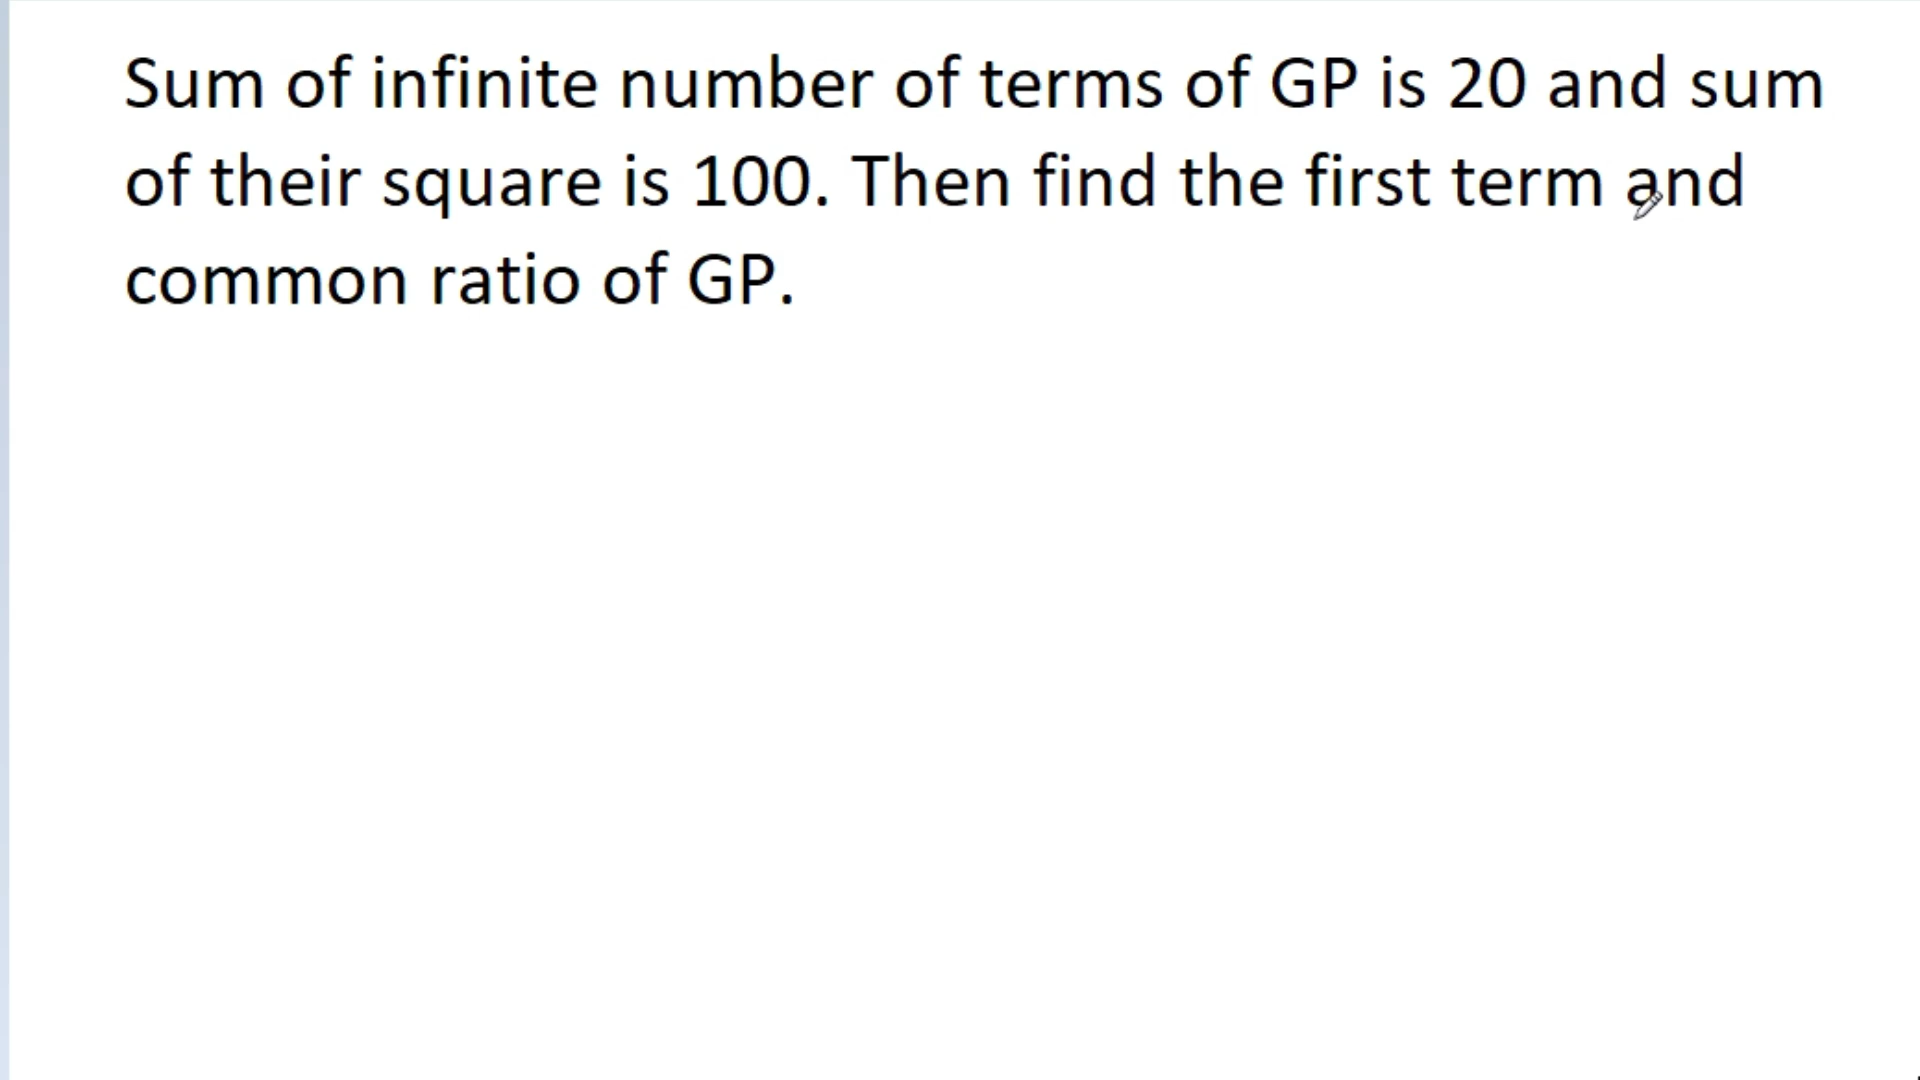 Sum of infinite number of terms of GP is 20 and sum
of their square is 100. Then find the first term and
common ratio of GP.